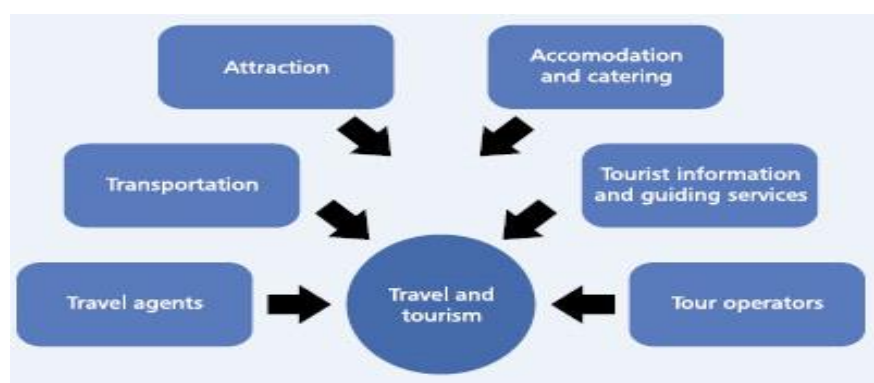 Attraction
Accomodation
and catering
Transportation
Tourist information
and guiding services
Travel agents
Travel and
tourism
Tour operators